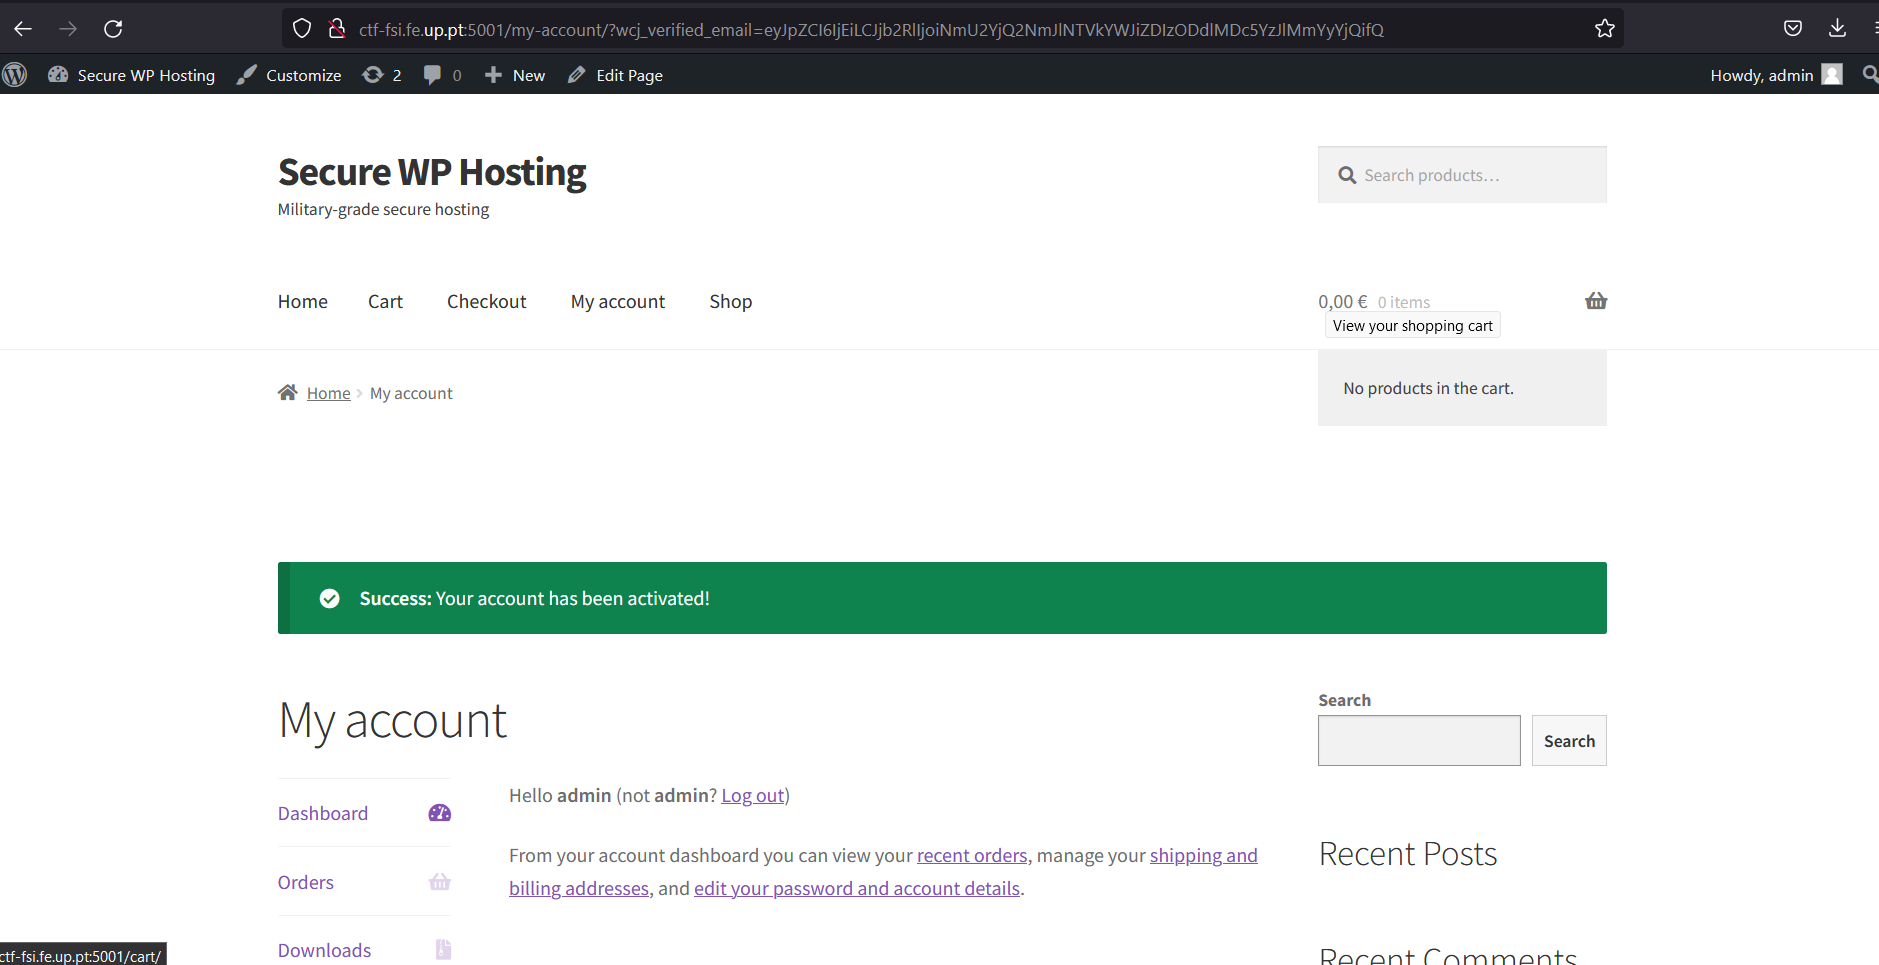 ctf-fsi.fe.up.pt:5001/my-account/?wcj_verified_email=eyJpZCI6IjEiLCJjb2RlIjoiNmU2YjQ2NmJlNTVkYWJiZDIzODdlMDc5YzJlMmYyYjQifQ
Secure WP Hosting Customize 2 0 New Edit Page Howdy, admin
Secure WP Hosting
Military-grade secure hosting
Search products…
Home Cart Checkout My account Shop
0,00 € 0 items
View your shopping cart
Home My account
No products in the cart.
Success: Your account has been activated!
My account
Search
Search
Dashboard
Orders
Downloads
Hello admin (not admin? Log out)
From your account dashboard you can view your recent orders, manage your shipping and
billing addresses, and edit your password and account details.
Recent Posts
Recent Comments
ctf-fsi.fe.up.pt:5001/cart/